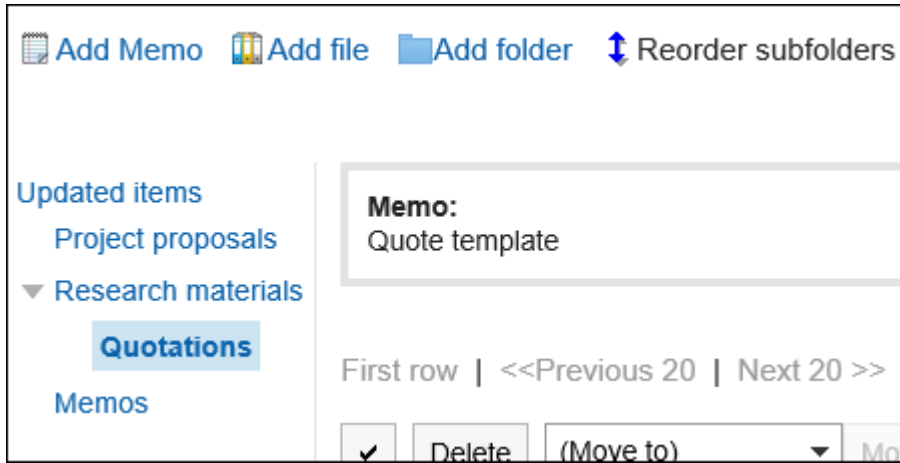 Add Memo Add file Add folder Reorder subfolders
Updated items
Project proposals
Research materials
Quotations
Memos
Memo:
Quote template
First row | <<Previous 20 | Next 20 >>
Delete (Move to)